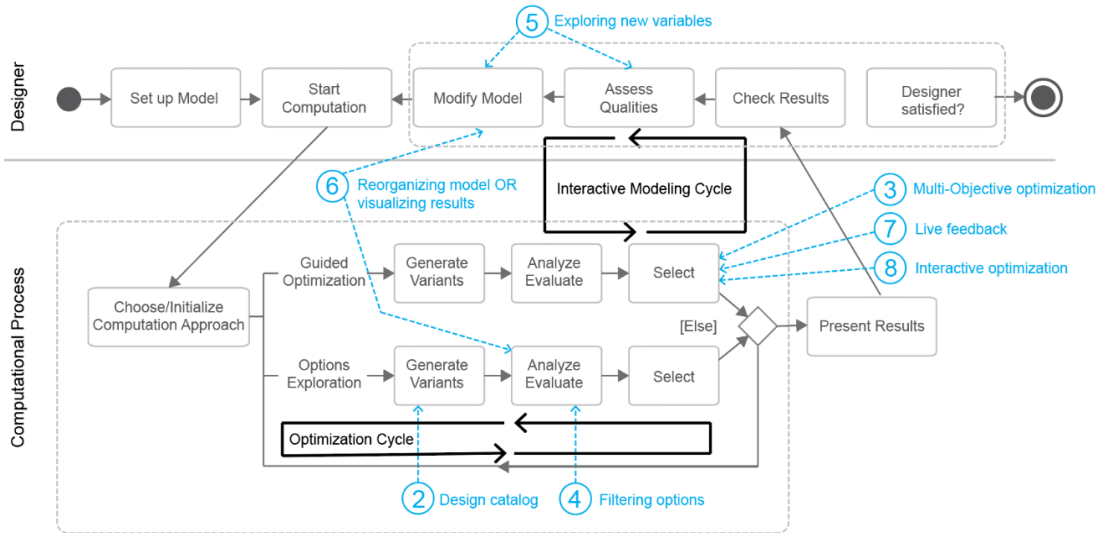 5 Exploring new variables
Designer
Set up Model
Start
Computation
Modify Model
Assess
Qualities
Check Results
Designer
satisfied?
6 Reorganizing model OR
visualizing results
Interactive Modeling Cycle
3 Multi-Objective optimization
7 Live feedback
8 Interactive optimization
Computational Process
Choose/Initialize
Computation Approach
Guided
Optimization
Generate
Variants
Analyze
Evaluate
Select
[Else]
Present Results
Options
Exploration
Generate
Variants
Analyze
Evaluate
Select
Optimization Cycle
2 Design catalog
4 Filtering options